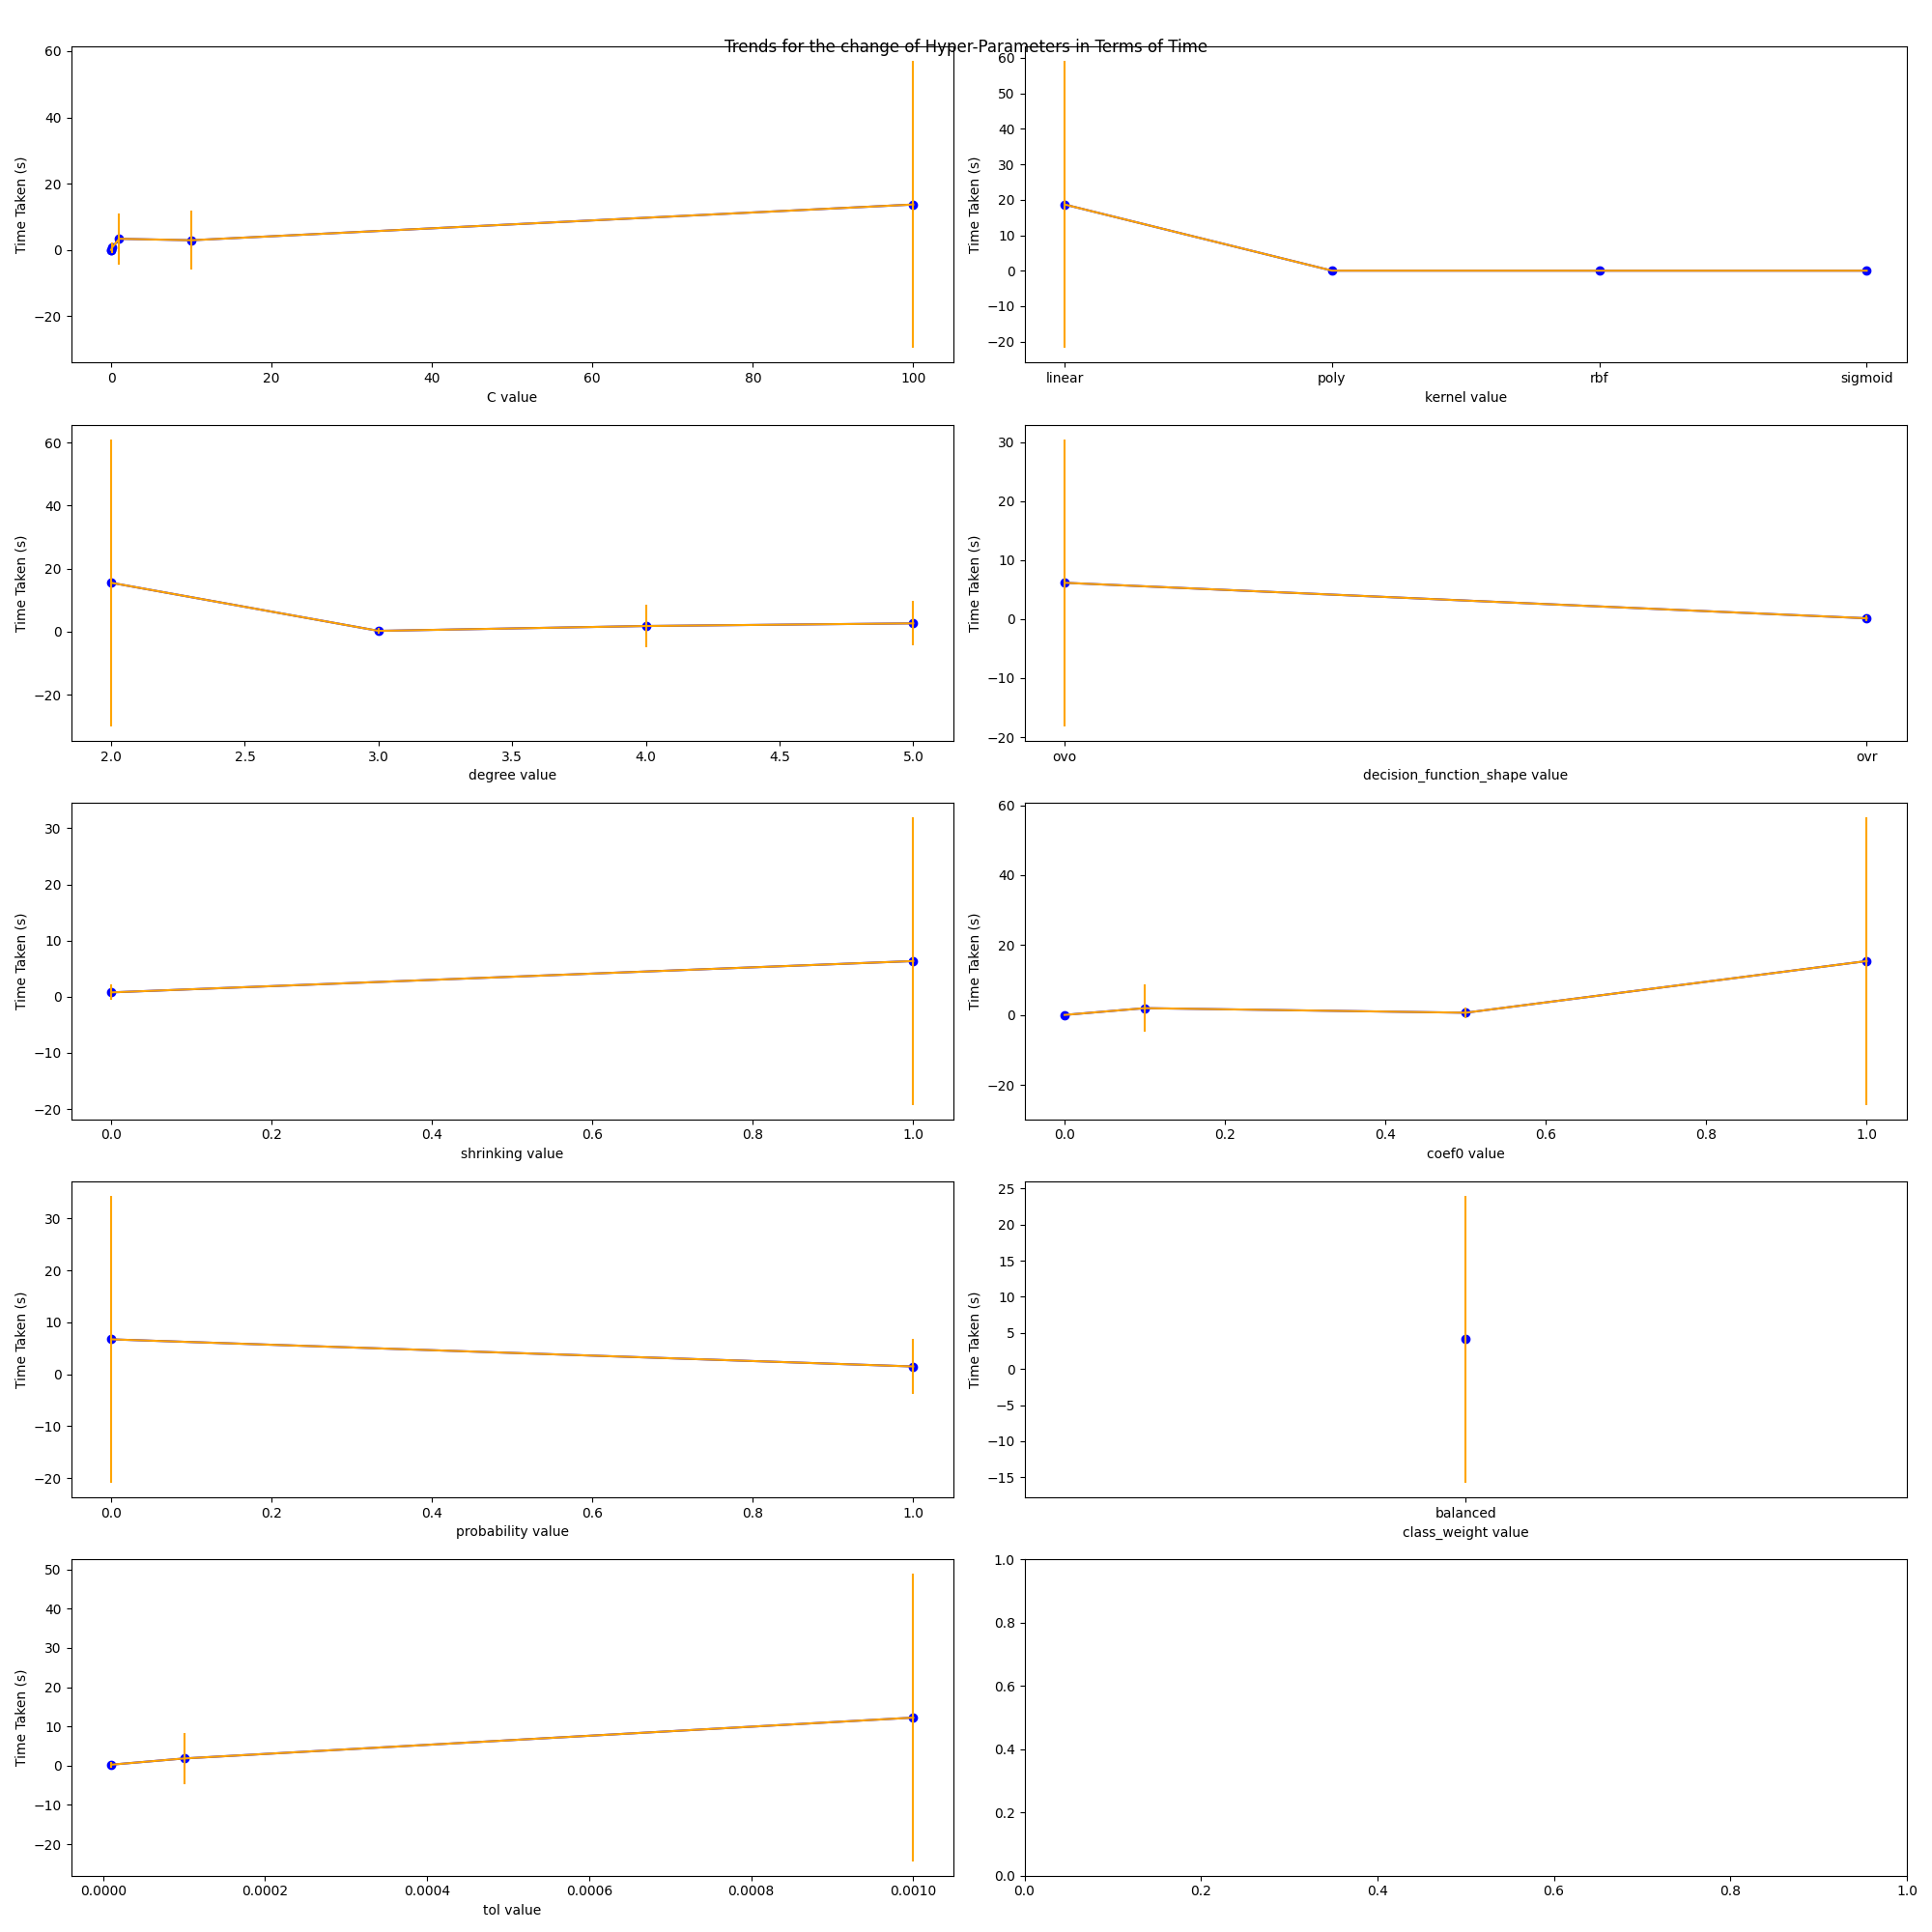 Trends for the change of Hyper-Parameters in Terms of Time
60
40
20
0
−20
Time Taken (s)
0 20 40 60 80 100
C value
60
50
40
30
20
10
0
−10
−20
Time Taken (s)
linear poly rbf sigmoid
kernel value
60
40
20
0
−20
Time Taken (s)
2.0 2.5 3.0 3.5 4.0 4.5 5.0
degree value
30
20
10
0
−10
−20
Time Taken (s)
ovo ovr
decision_function_shape value
30
20
10
0
−10
−20
Time Taken (s)
0.0 0.2 0.4 0.6 0.8 1.0
shrinking value
60
40
20
0
−20
Time Taken (s)
0.0 0.2 0.4 0.6 0.8 1.0
coef0 value
30
20
10
0
−10
−20
Time Taken (s)
0.0 0.2 0.4 0.6 0.8 1.0
probability value
25
20
15
10
5
0
−5
−10
−15
Time Taken (s)
balanced
class_weight value
50
40
30
20
10
0
−10
−20
Time Taken (s)
0.0000 0.0002 0.0004 0.0006 0.0008 0.0010
tol value
1.0
0.8
0.6
0.4
0.2
0.0
0.0 0.2 0.4 0.6 0.8 1.0